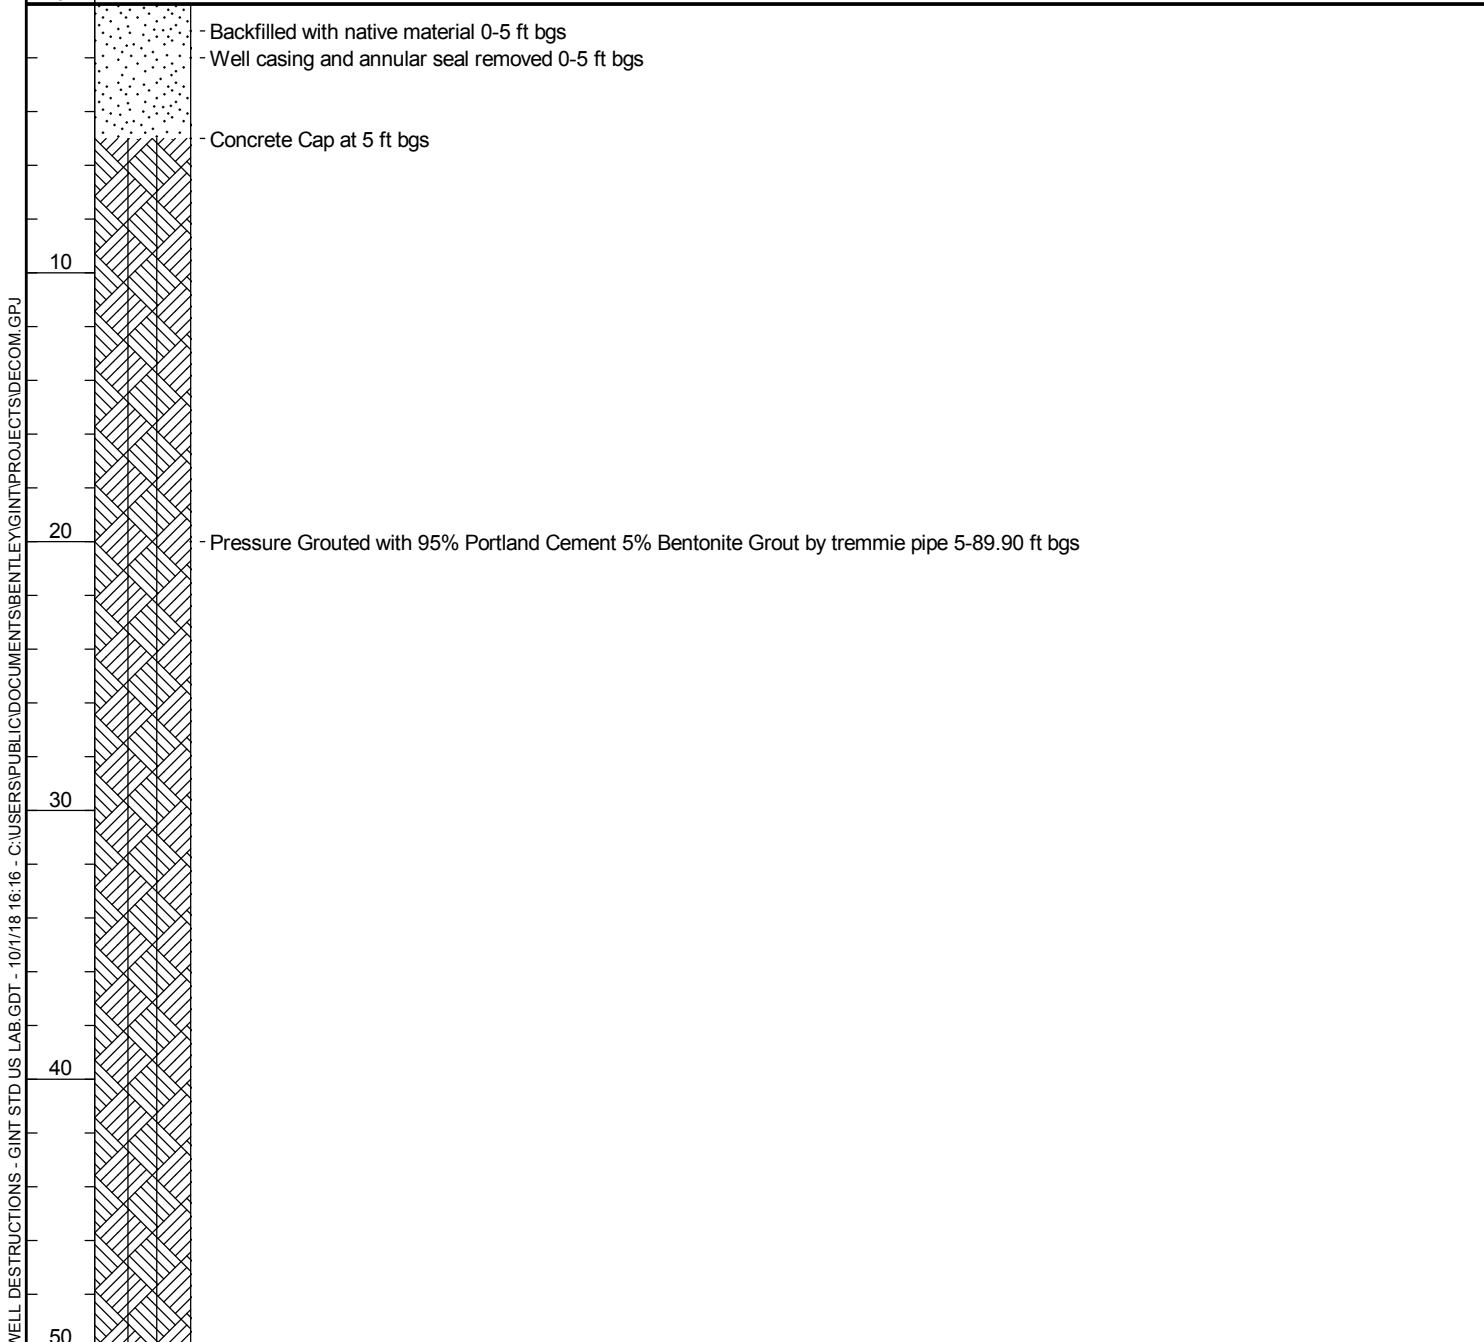 Backfilled with native material 0-5 ft bgs
Well casing and annular seal removed 0-5 ft bgs
Concrete Cap at 5 ft bgs
10
20
Pressure Grouted with 95% Portland Cement 5% Bentonite Grout by tremmie pipe 5-89.90 ft bgs
30
40
50
WELL DESTRUCTIONS - GINT STD US LAB.GDT - 10/1/18 16:16 - C:\USERS\PUBLIC\DOCUMENTS\BENTLEY\GINT\PROJECTS\DECOM.GPJ